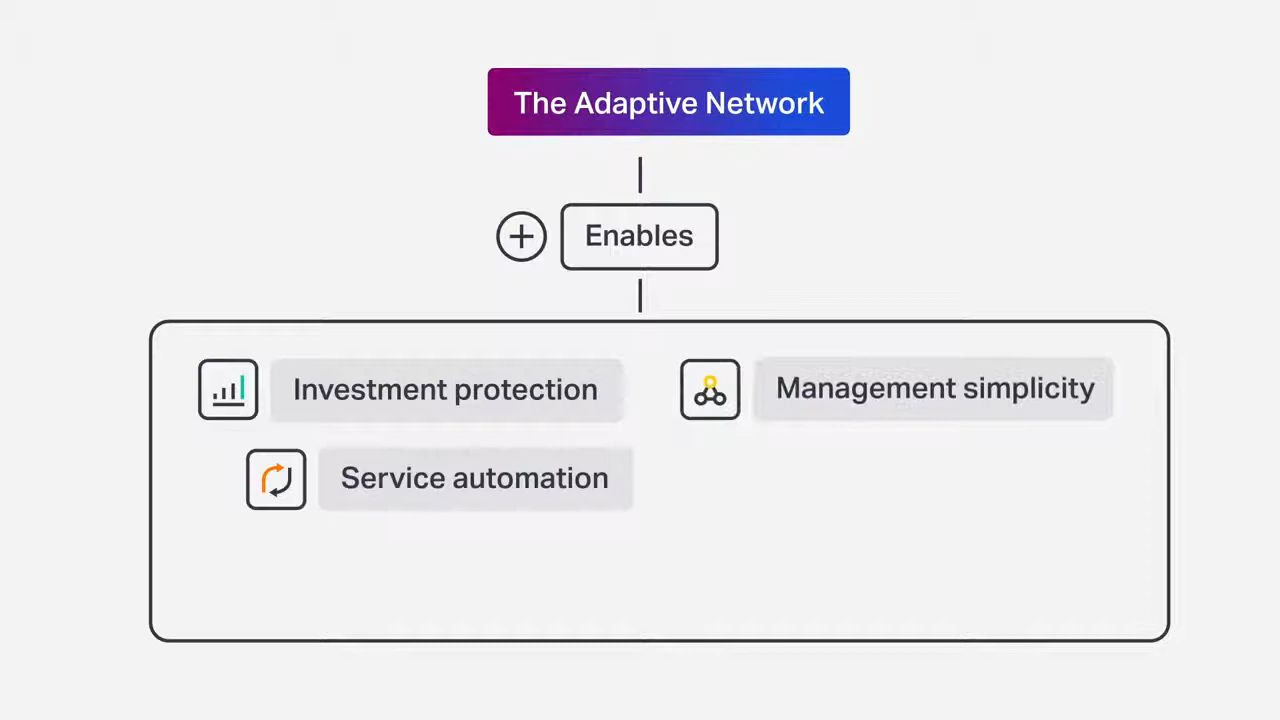 The Adaptive Network
Enables
Investment protection
Management simplicity
Service automation